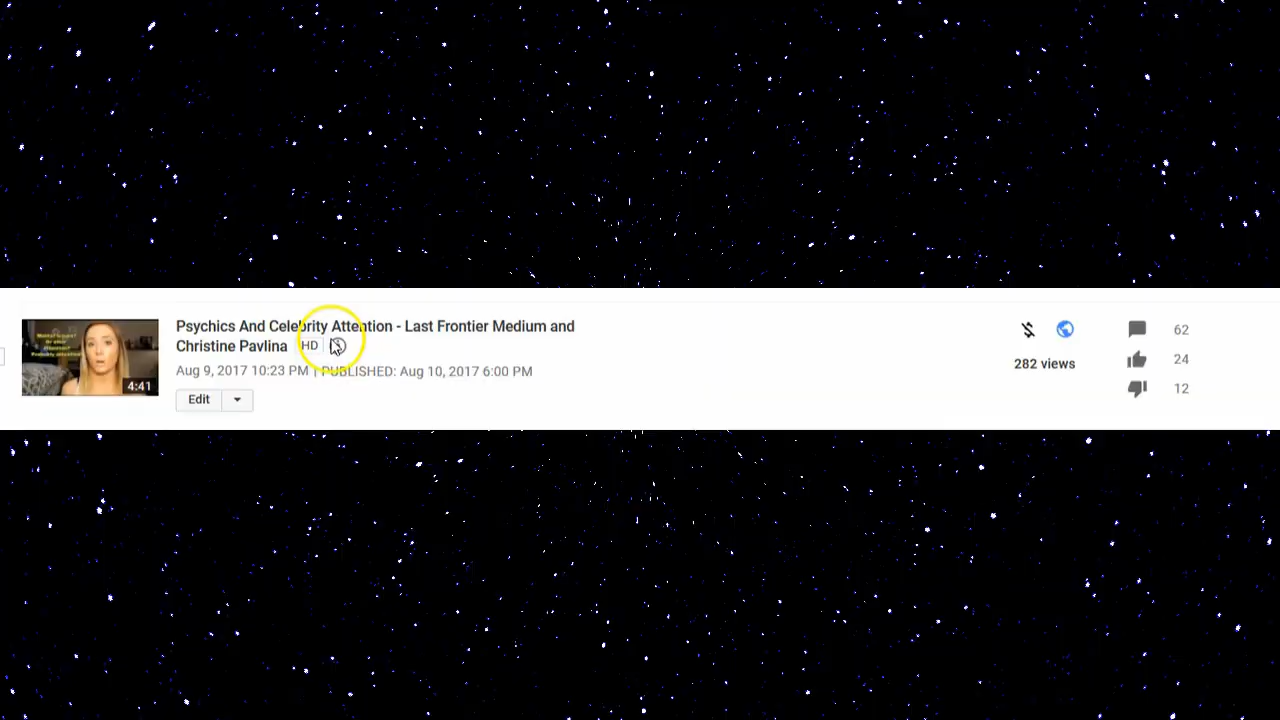 Psychics And Celebrity Attention - Last Frontier Medium and
Christine Pavlina HD
Aug 9, 2017 10:23 PM | PUBLISHED: Aug 10, 2017 6:00 PM
Edit
4:41
282 views
62
24
12